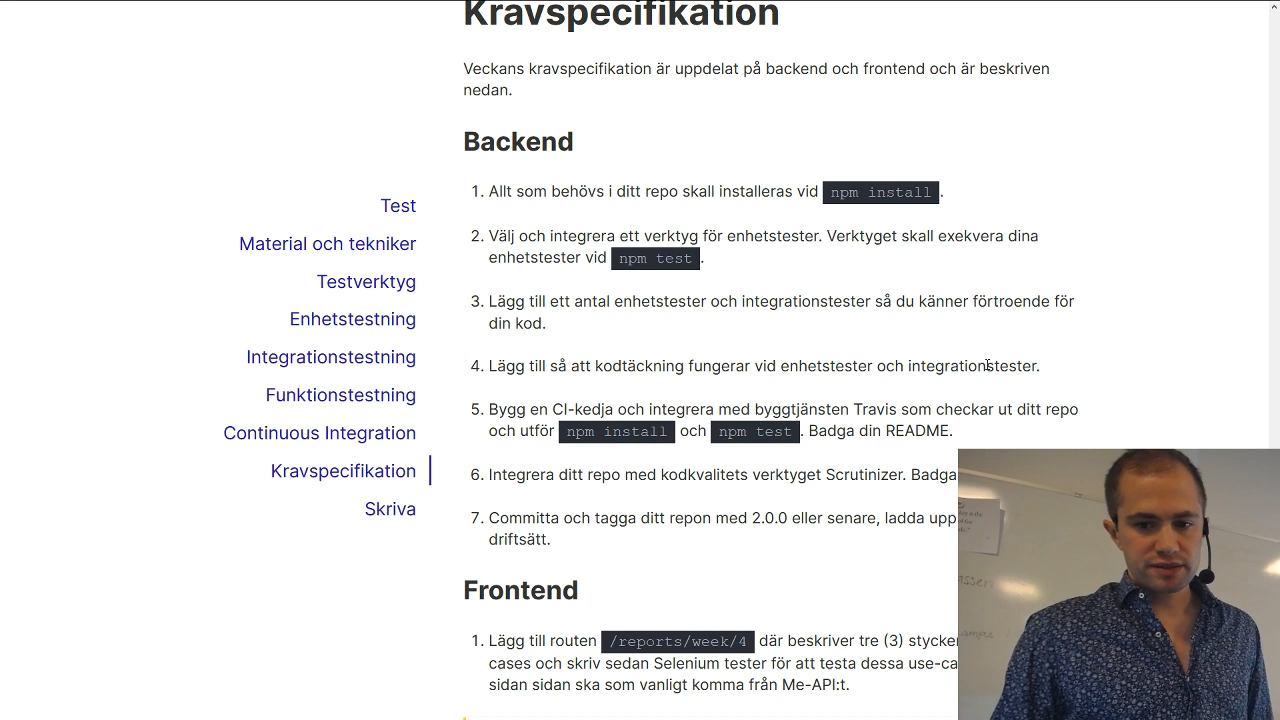 Kravspecifikation
Veckans kravspecifikation är uppdelat på backend och frontend och är beskriven
nedan.
Backend
1. Allt som behövs i ditt repo skall installeras vid npm install.
2. Välj och integrera ett verktyg för enhetstester. Verktyget skall exekvera dina
enhetstester vid npm test.
3. Lägg till ett antal enhetstester och integrationstester så du känner förtroende för
din kod.
4. Lägg till så att kodtäckning fungerar vid enhetstester och integrationstester.
5. Bygg en CI-kedja och integrera med byggtjänsten Travis som checkar ut ditt repo
och utför npm install och npm test. Badga din README.
6. Integrera ditt repo med kodkvalitets verktyget Scrutinizer. Badga
7. Committa och tagga ditt repon med 2.0.0 eller senare, ladda upp
driftsätt.
Frontend
1. Lägg till routen /reports/week/4 där beskriver tre (3) stycken
cases och skriv sedan Selenium tester för att testa dessa use-ca
sidan sidan ska som vanligt komma från Me-API:t.
Test
Material och tekniker
Testverktyg
Enhetstestning
Integrationstestning
Funktionstestning
Continuous Integration
Kravspecifikation
Skriva